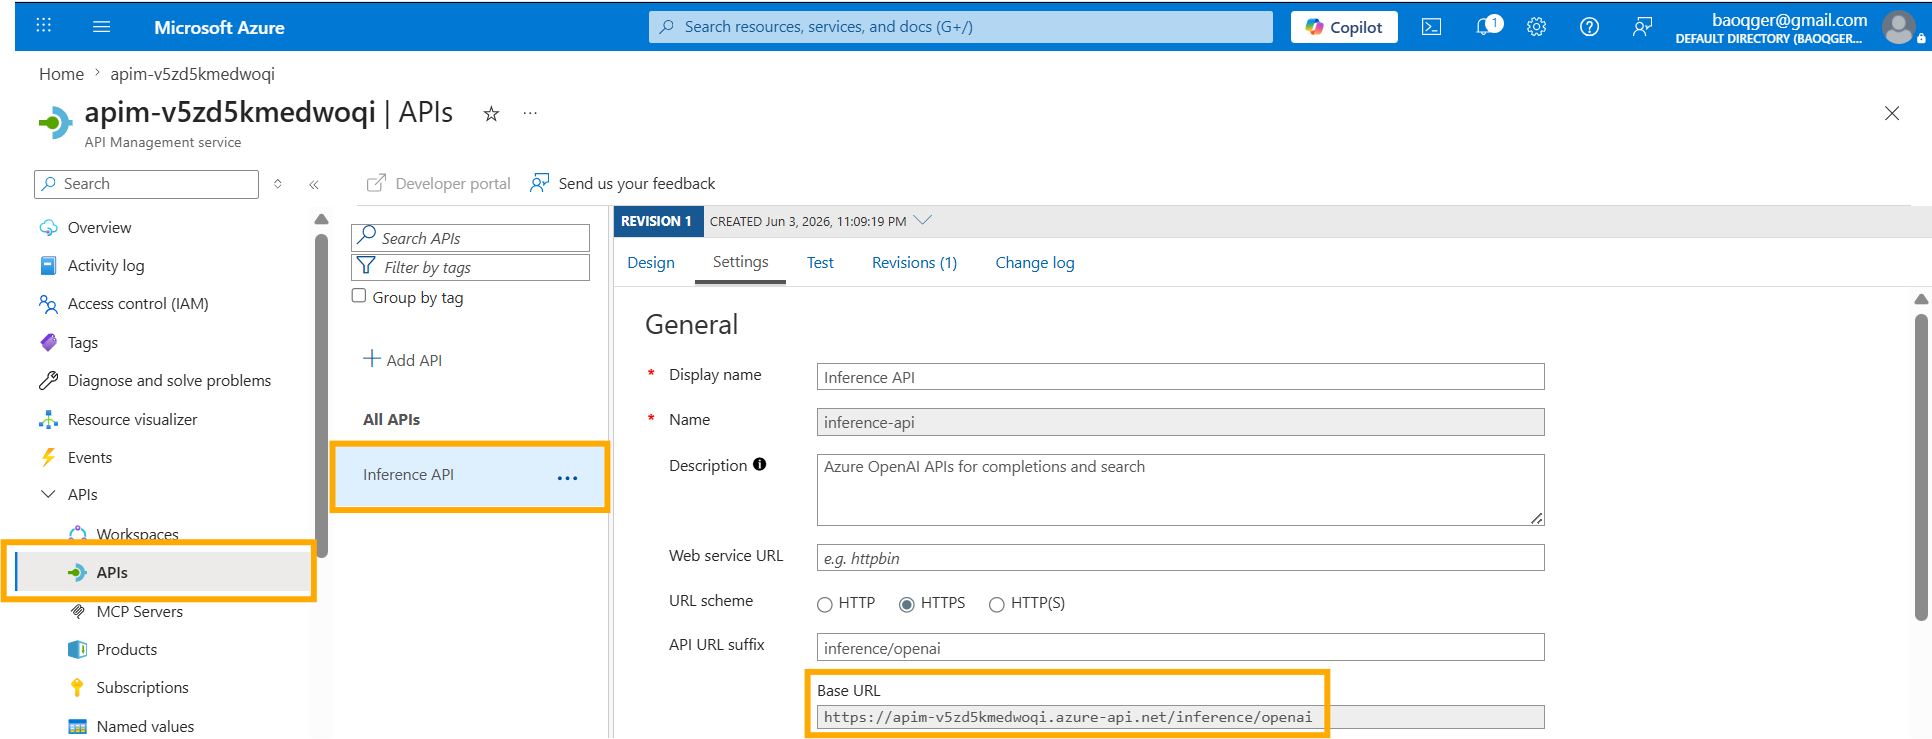 Microsoft Azure
Search resources, services, and docs (G+/)
Copilot
1
baoqger@gmail.com
DEFAULT DIRECTORY (BAOQGER...
Home > apim-v5zd5kmedwoqi
apim-v5zd5kmedwoqi | APIs
...
API Management service
Search
Developer portal
Send us your feedback
Overview
Activity log
Access control (IAM)
Tags
Diagnose and solve problems
Resource visualizer
Events
APIs
Workspaces
APIs
MCP Servers
Products
Subscriptions
Named values
Search APIs
Filter by tags
Group by tag
Add API
All APIs
Inference API
...
REVISION 1
CREATED Jun 3, 2026, 11:09:19 PM
Design
Settings
Test
Revisions (1)
Change log
General
* Display name
Inference API
* Name
inference-api
Description
Azure OpenAI APIs for completions and search
Web service URL
e.g. httpbin
URL scheme
HTTP
HTTPS
HTTP(S)
API URL suffix
inference/openai
Base URL
https://apim-v5zd5kmedwoqi.azure-api.net/inference/openai